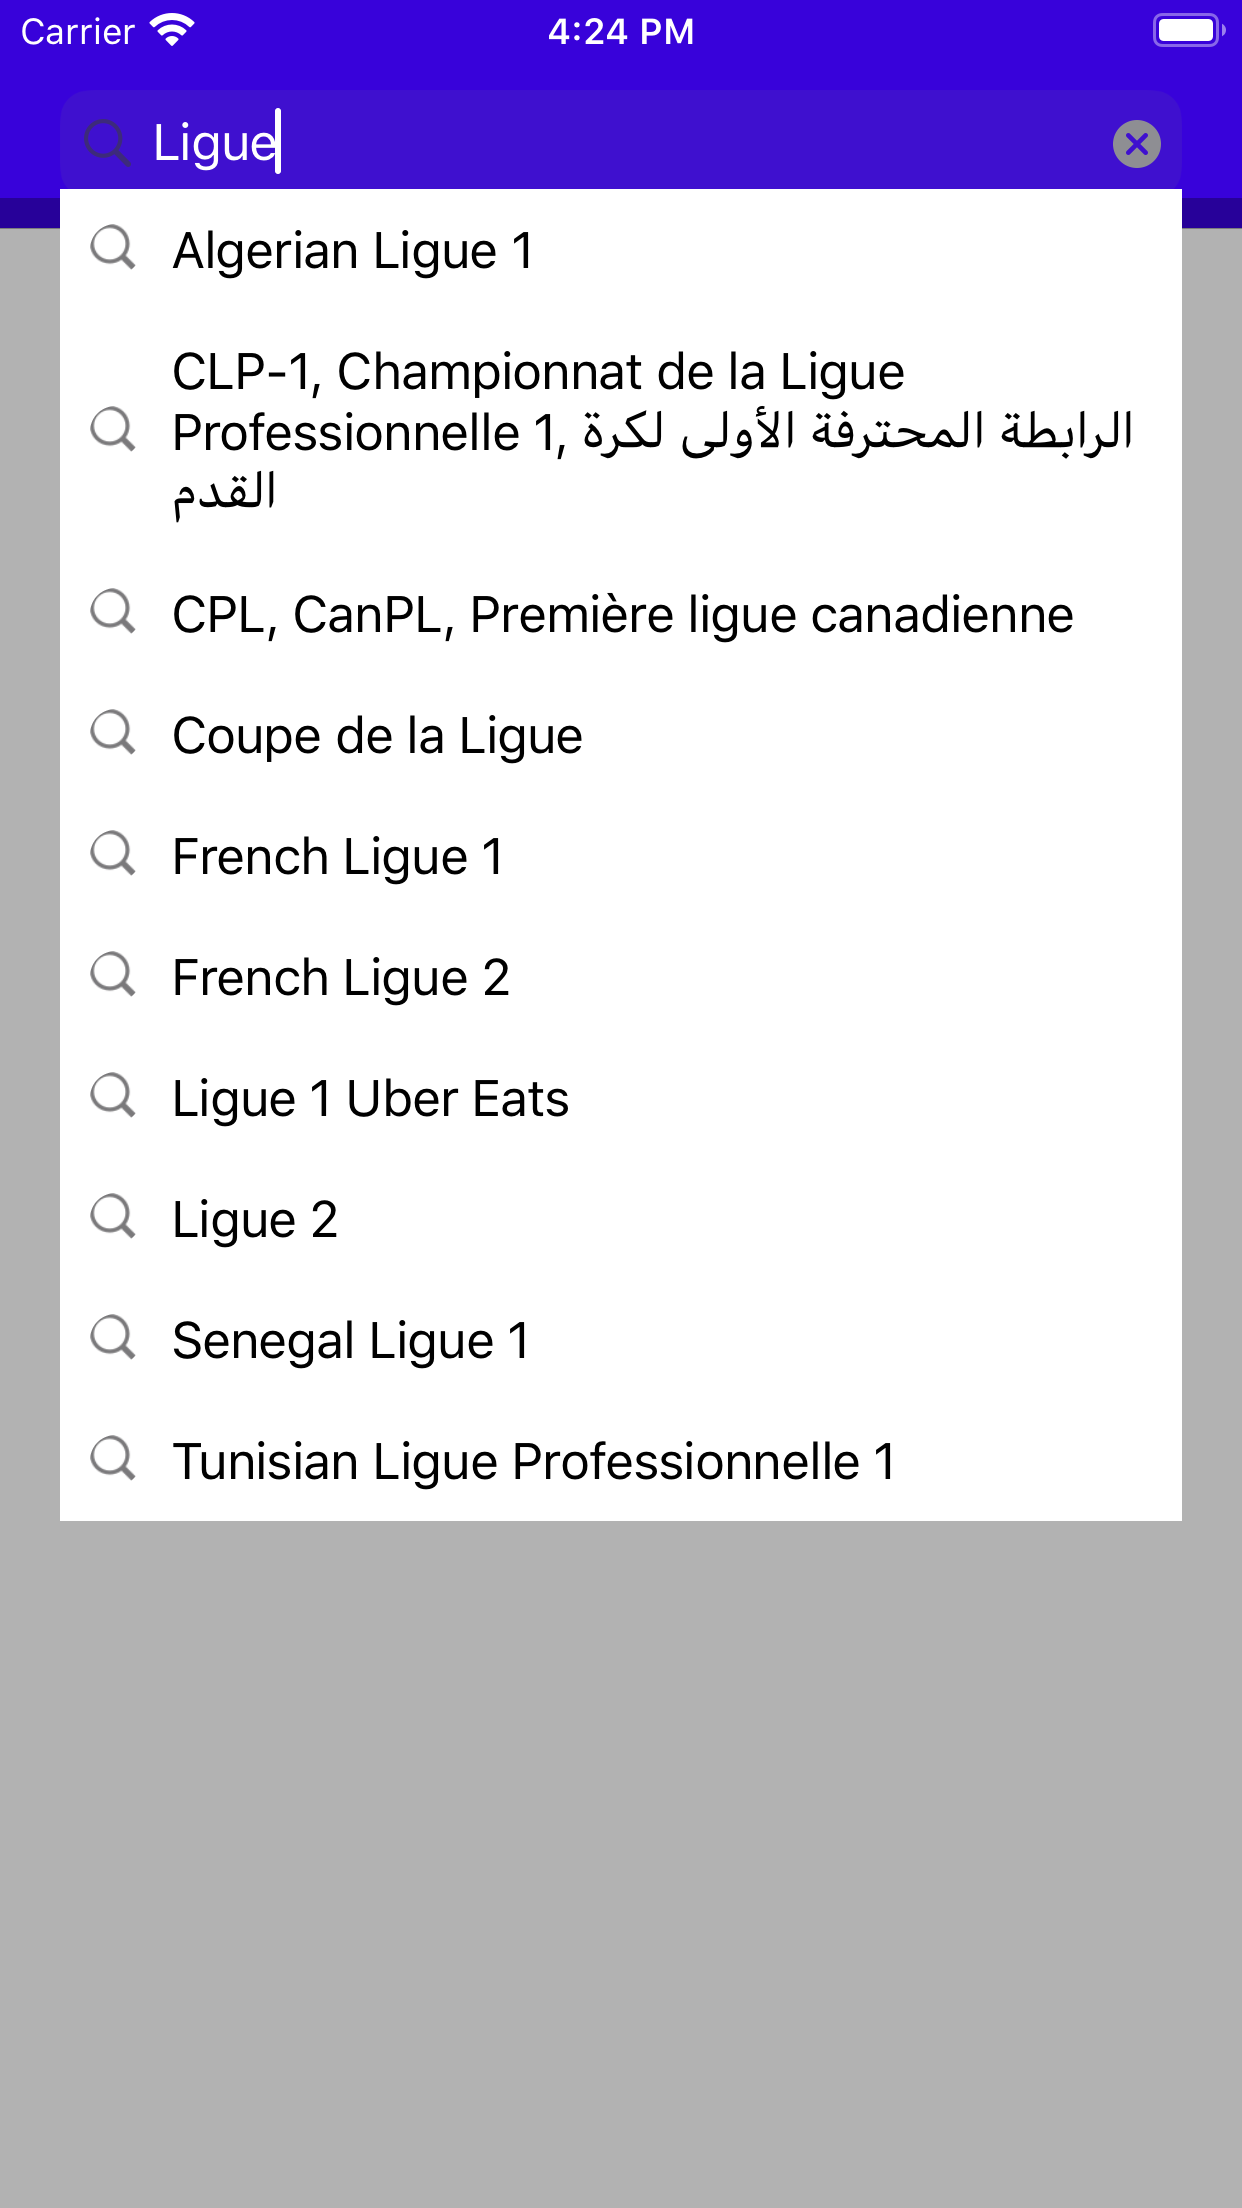 Carrier
4:24 PM
Ligue
Algerian Ligue 1
CLP-1, Championnat de la Ligue
Professionnelle 1, الرابطة المحترفة الأولى لكرة
القدم
CPL, CanPL, Première ligue canadienne
Coupe de la Ligue
French Ligue 1
French Ligue 2
Ligue 1 Uber Eats
Ligue 2
Senegal Ligue 1
Tunisian Ligue Professionnelle 1